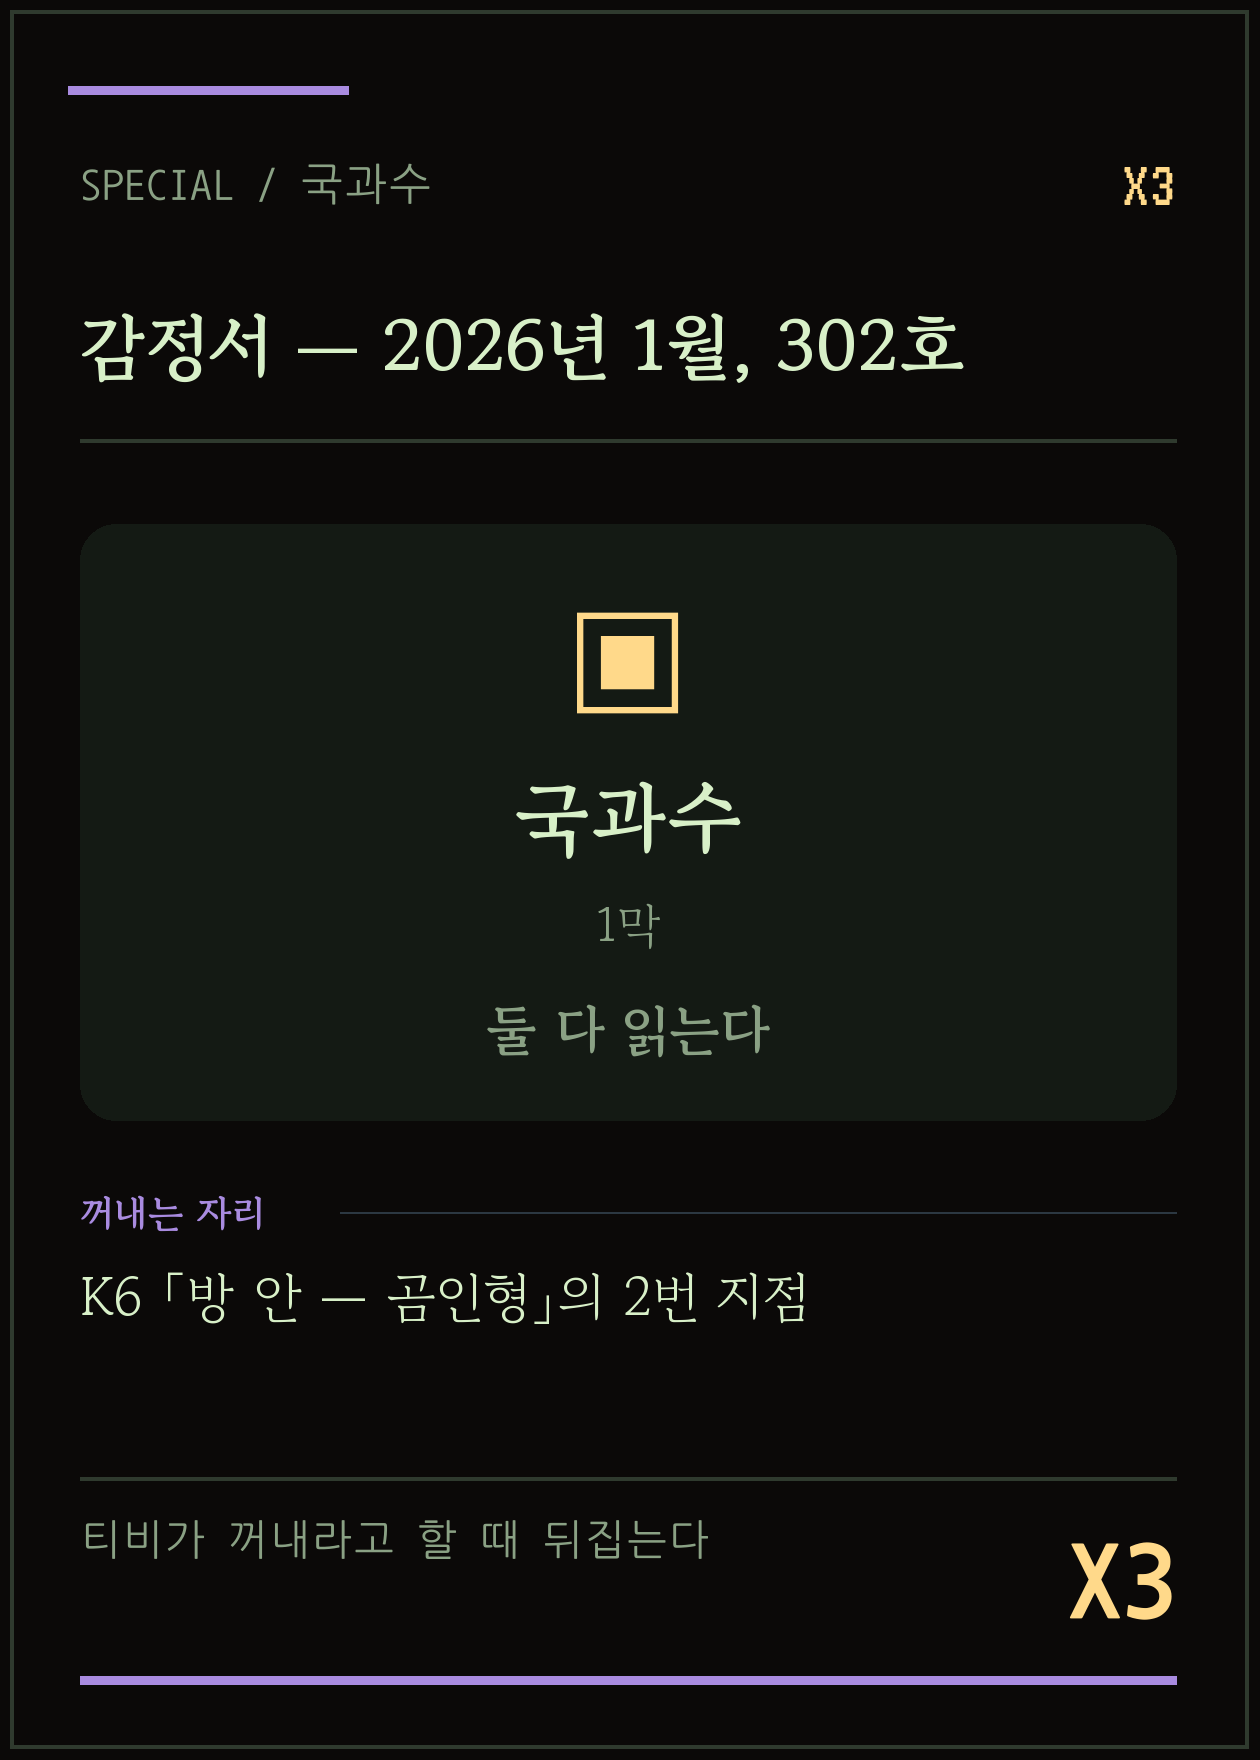 SPECIAL / 국과수
X3
감정서 — 2026년 1월, 302호
국과수
1막
둘 다 읽는다
꺼내는 자리
K6 「방 안 — 곰인형」의 2번 지점
티비가 꺼내라고 할 때 뒤집는다
X3